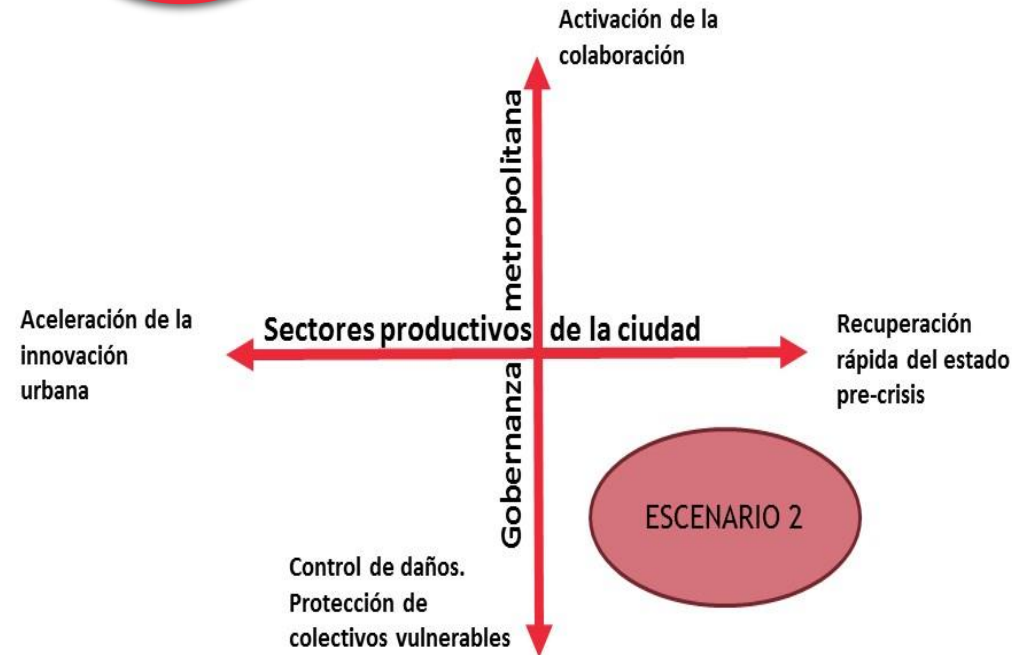 Activación de la
colaboración
Gobernanza metropolitana
Aceleración de la
innovación
urbana
Sectores productivos de la ciudad
Recuperación
rápida del estado
pre-crisis
ESCENARIO 2
Control de daños.
Protección de
colectivos vulnerables